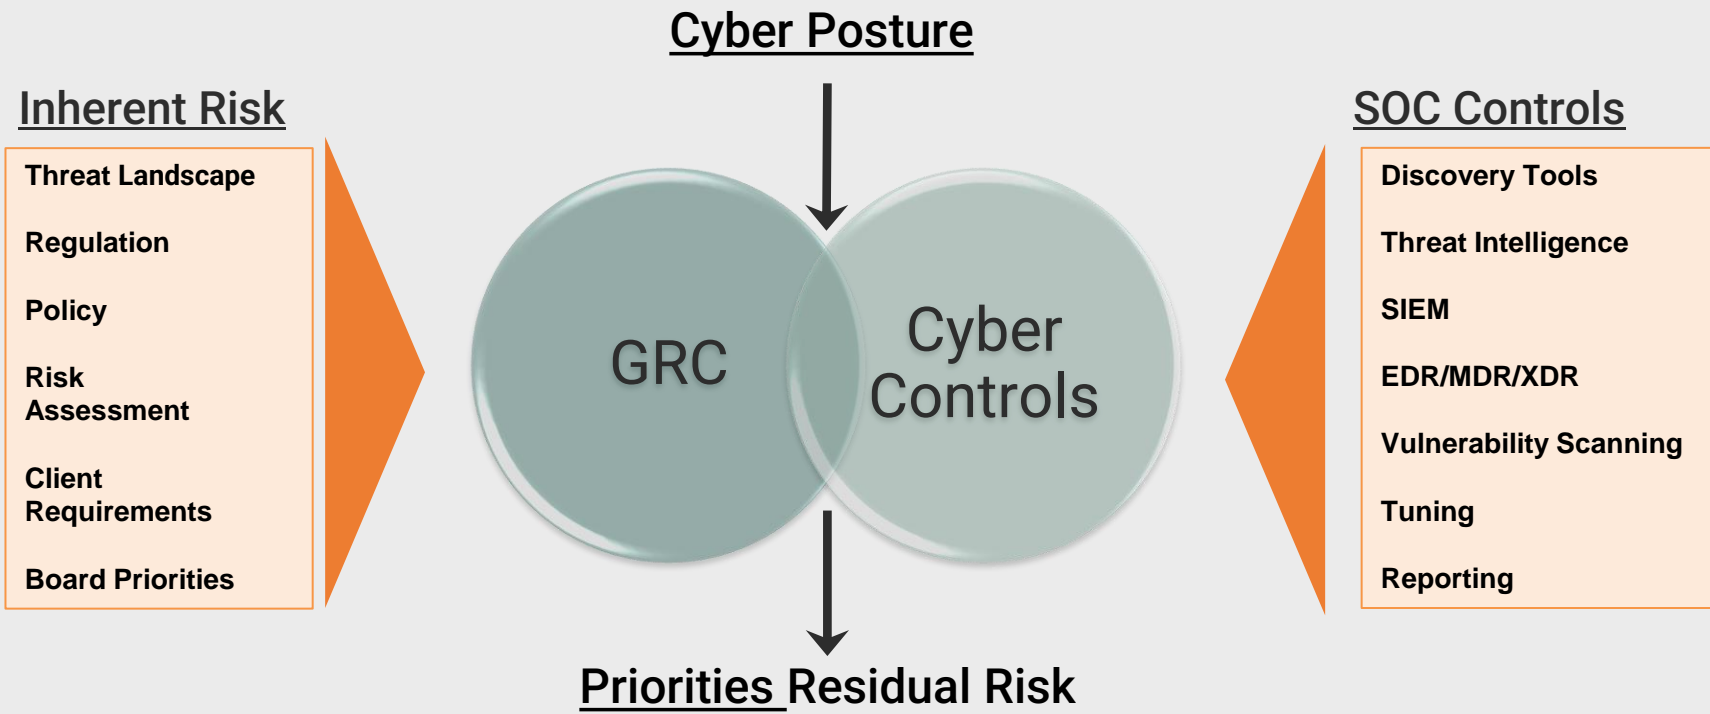 Cyber Posture
Inherent Risk
Threat Landscape
Regulation
Policy
Risk
Assessment
Client
Requirements
Board Priorities
GRC
Cyber
Controls
SOC Controls
Discovery Tools
Threat Intelligence
SIEM
EDR/MDR/XDR
Vulnerability Scanning
Tuning
Reporting
Priorities Residual Risk